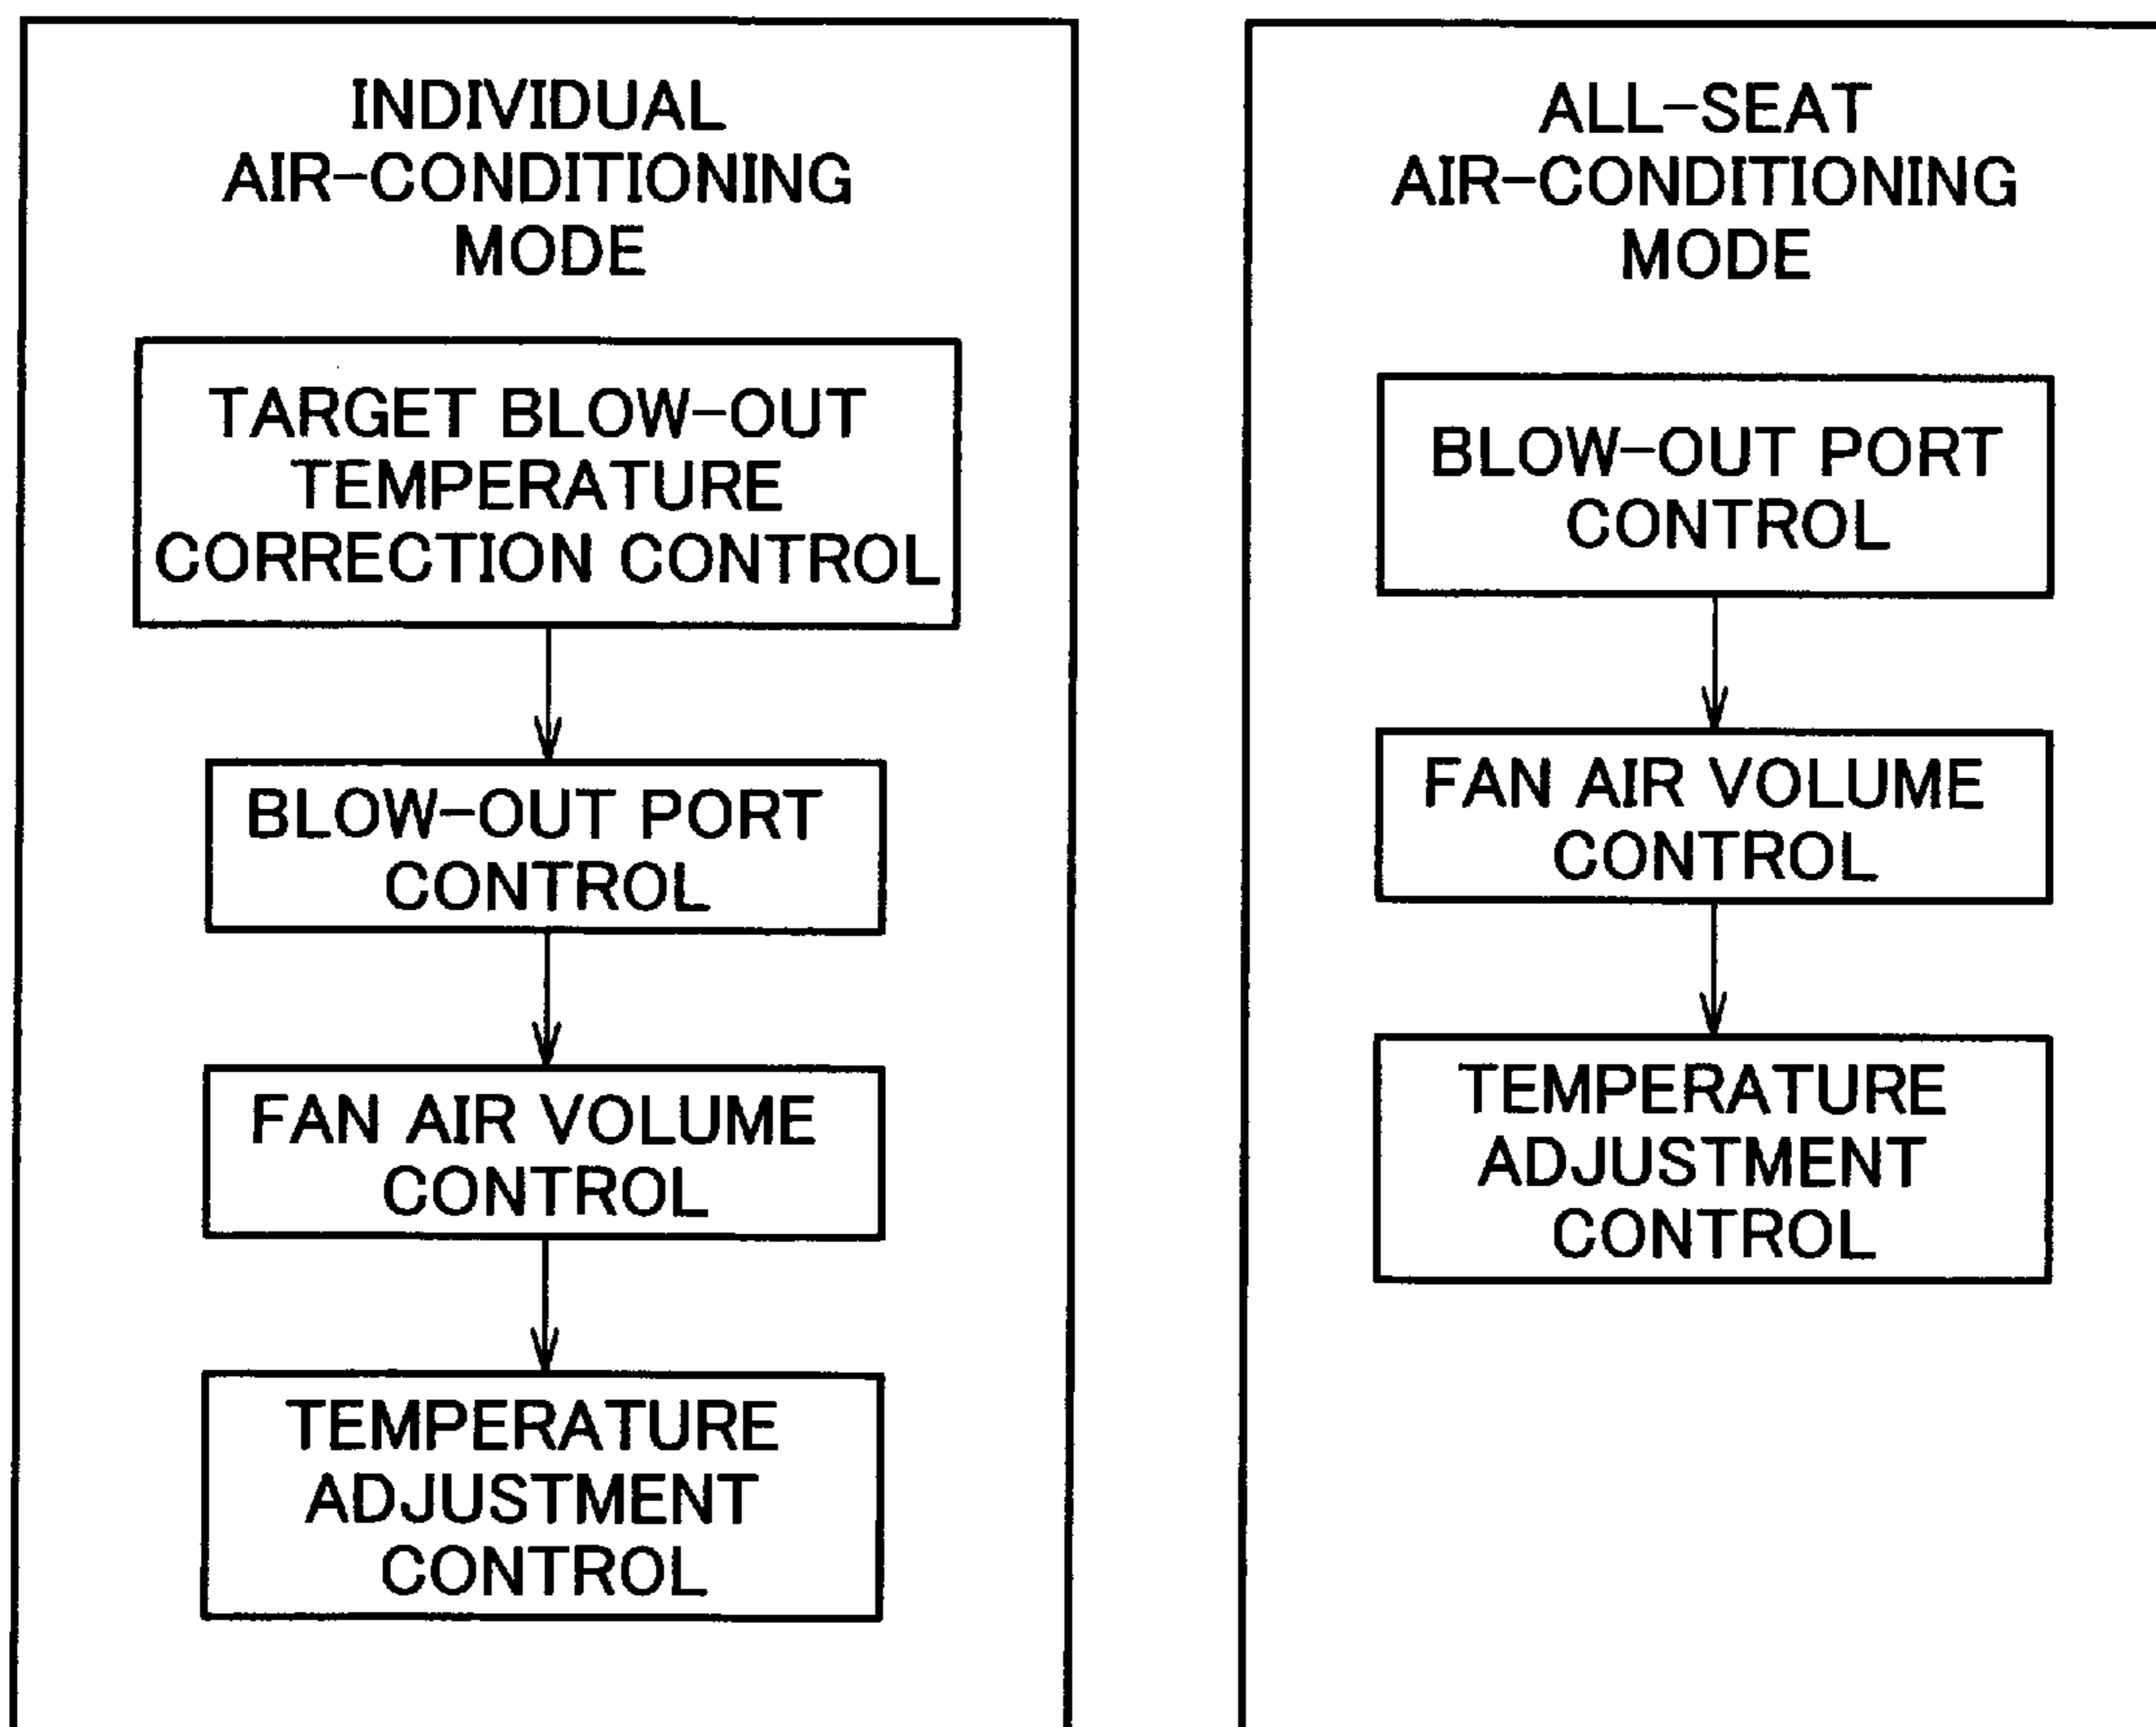 INDIVIDUAL
AIR-CONDITIONING
MODE
TARGET BLOW-OUT
TEMPERATURE
CORRECTION CONTROL
BLOW-OUT PORT
CONTROL
FAN AIR VOLUME
CONTROL
TEMPERATURE
ADJUSTMENT
CONTROL
ALL-SEAT
AIR-CONDITIONING
MODE
BLOW-OUT PORT
CONTROL
FAN AIR VOLUME
CONTROL
TEMPERATURE
ADJUSTMENT
CONTROL